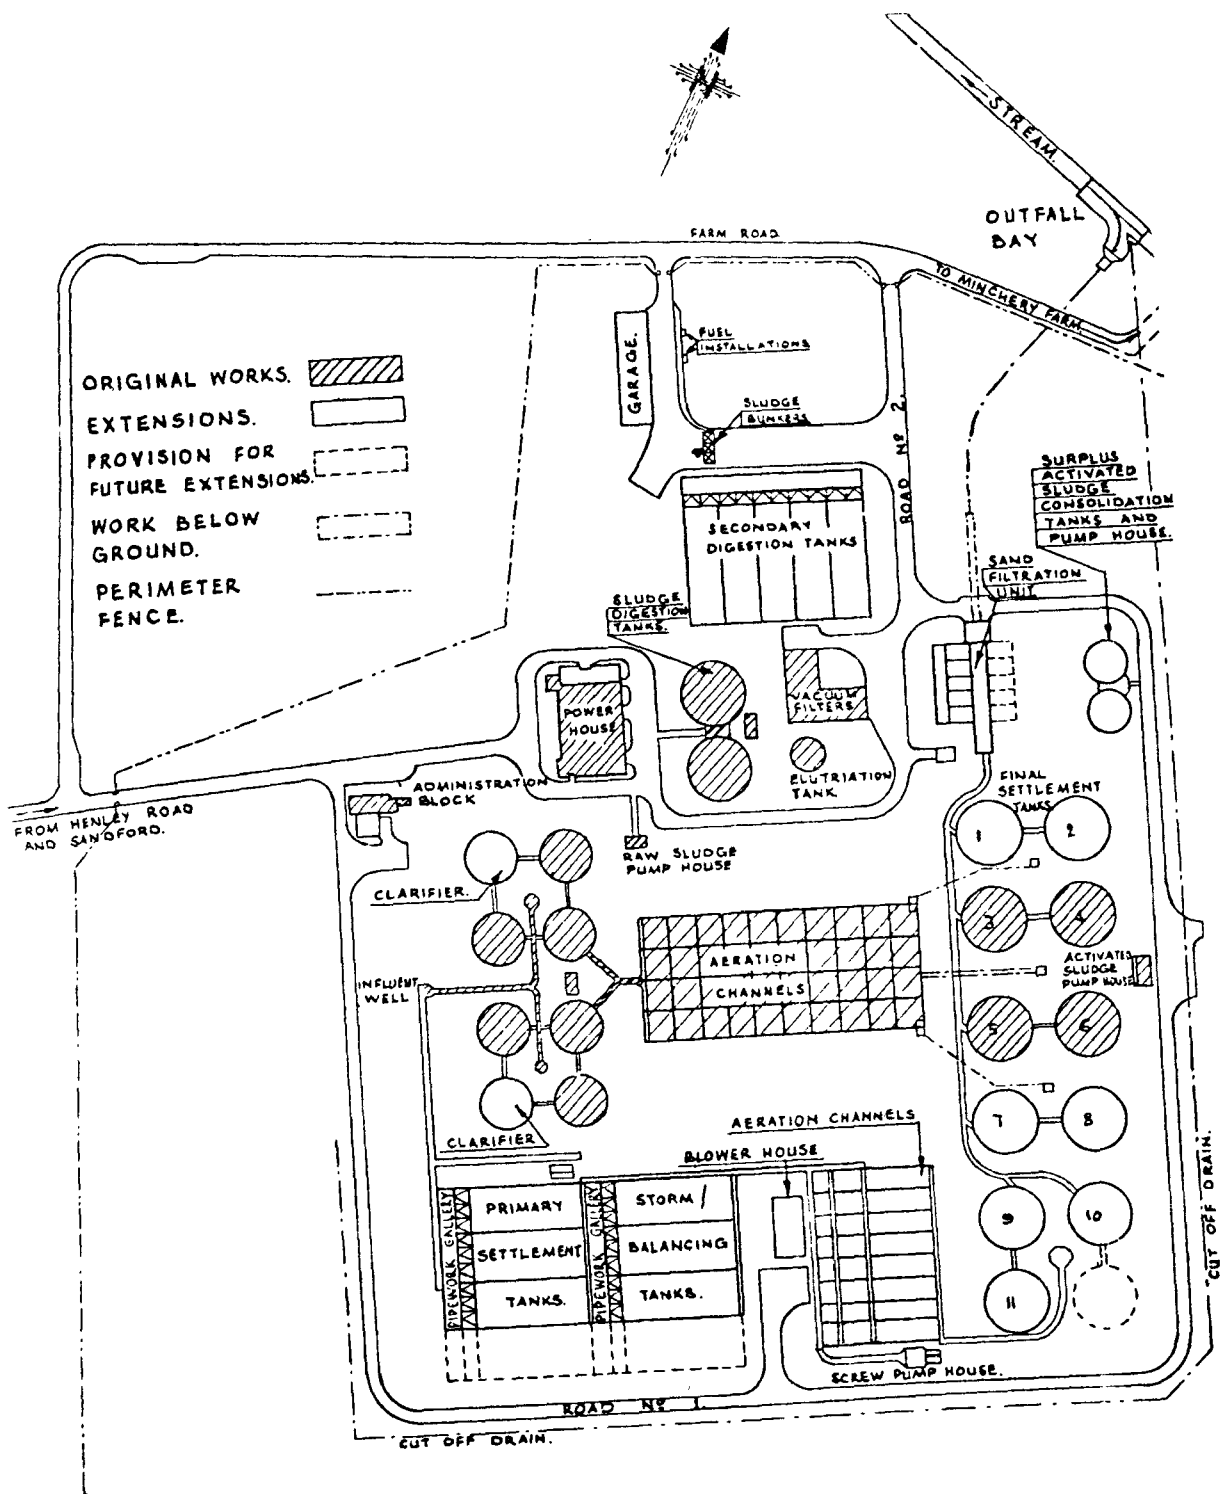 STREAM.
OUTFALL
BAY
FARM ROAD.
TO MINCHERY FARM.
FUEL
INSTALLATIONS
GARAGE.
SLUDGE
BUNKERS
ROAD Nº 2.
ORIGINAL WORKS.
EXTENSIONS.
PROVISION FOR
FUTURE EXTENSIONS.
WORK BELOW
GROUND.
PERIMETER
FENCE.
SURPLUS
ACTIVATED
SLUDGE
CONSOLIDATION
TANKS AND
PUMP HOUSE.
SECONDARY
DIGESTION TANKS
SAND
FILTRATION
UNIT
SLUDGE
DIGESTION
TANKS.
POWER
HOUSE
VACUUM
FILTERS
ELUTRIATION
TANK.
ADMINISTRATION
BLOCK
FROM HENLEY ROAD
AND SANDFORD.
FINAL
SETTLEMENT
TANKS.
1
2
RAW SLUDGE
PUMP HOUSE
CLARIFIER.
3
4
AERATION
CHANNELS
ACTIVATED
SLUDGE
PUMP HOUSE
INFLUENT
WELL
5
6
7
8
CLARIFIER
AERATION CHANNELS
BLOWER HOUSE
PIPEWORK GALLERY
PRIMARY
SETTLEMENT
TANKS.
PIPEWORK GALLERY
STORM /
BALANCING
TANKS.
9
10
11
CUT OFF DRAIN.
SCREW PUMP HOUSE.
ROAD Nº 1.
CUT OFF DRAIN.